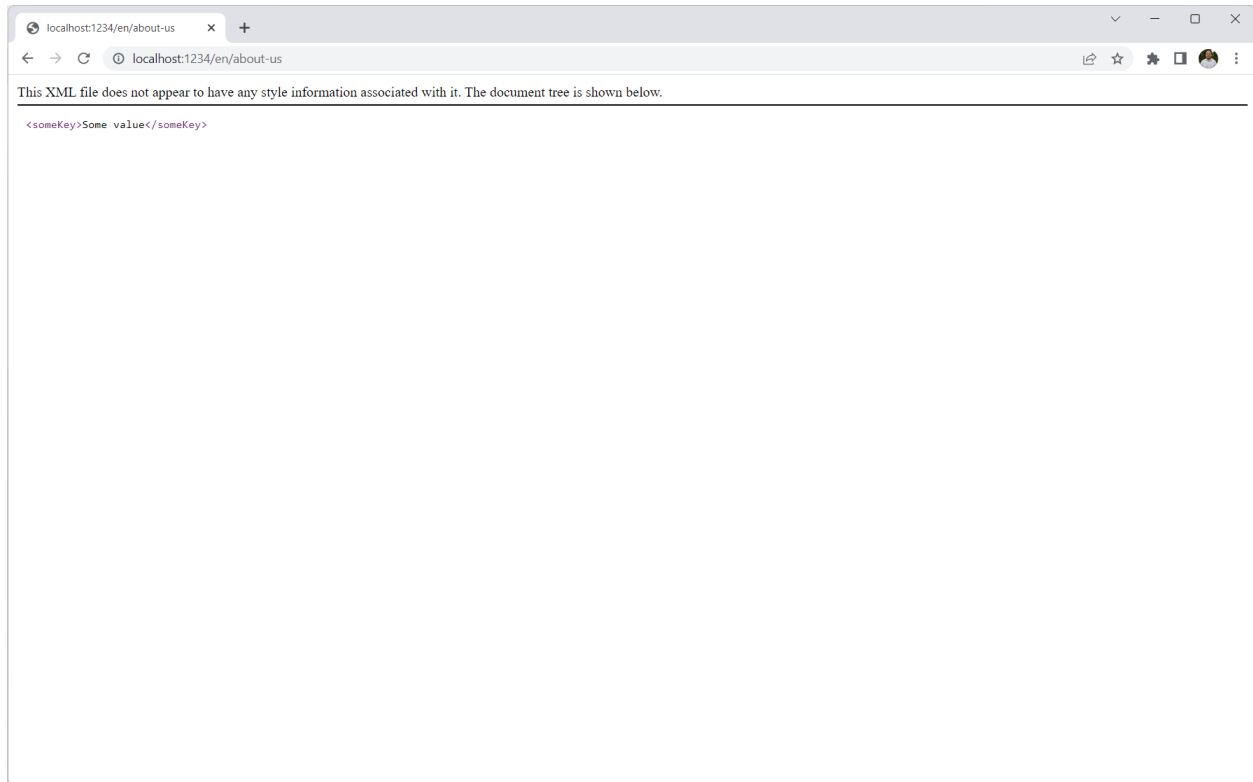 localhost:1234/en/about-us
localhost:1234/en/about-us
This XML file does not appear to have any style information associated with it. The document tree is shown below.
<someKey>Some value</someKey>